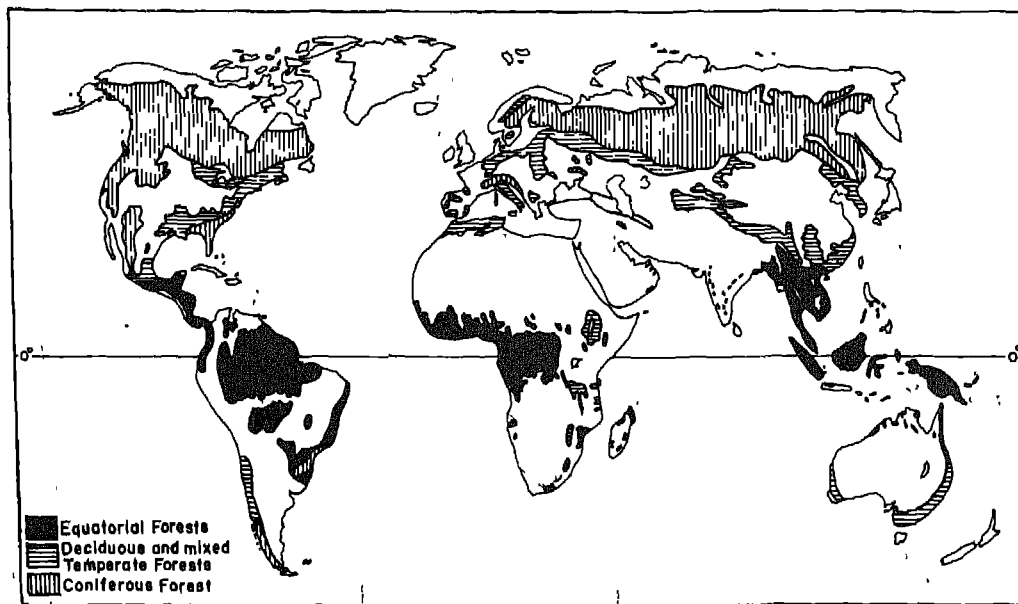 0°
0°
Equatorial Forests
Deciduous and mixed
Temperate Forests
Coniferous Forest